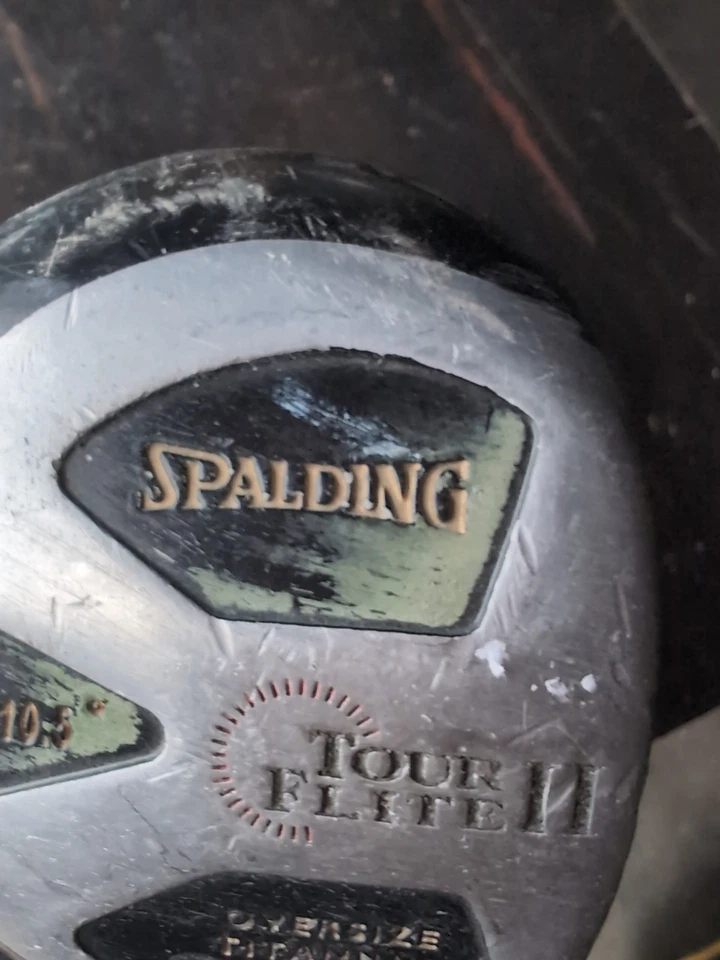 SPALDING
10.5°
TOUR
FLITE II
OVERSIZE